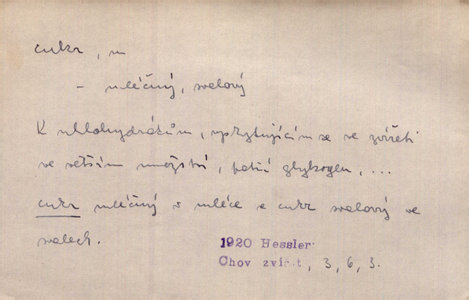 cukr, m
- mléčný, svalový
K uhlohydrátům, vyskytujícím se ve zvířeti
ve větším množství, patří glykogen, ...
cukr mléčný v mléce a cukr svalový ve
svalech.
1920 Hessler
Chov zvířat, 3, 6, 3.